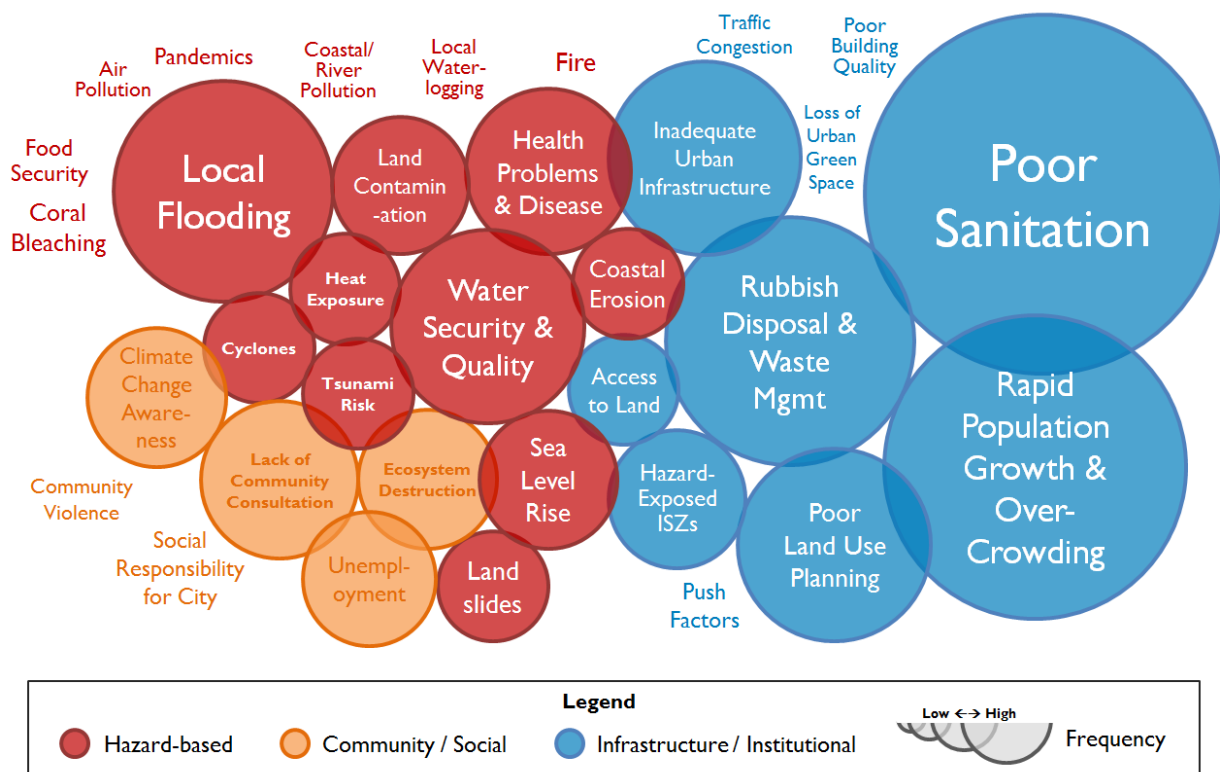 Air
Pollution
Pandemics
Coastal/
River
Pollution
Local
Water-
logging
Fire
Traffic
Congestion
Poor
Building
Quality
Food
Security
Coral
Bleaching
Local
Flooding
Land
Contamin
-ation
Health
Problems
& Disease
Inadequate
Urban
Infrastructure
Loss of
Urban
Green
Space
Poor
Sanitation
Heat
Exposure
Water
Security &
Quality
Coastal
Erosion
Rubbish
Disposal &
Waste
Mgmt
Cyclones
Climate
Change
Aware-
ness
Tsunami
Risk
Access
to Land
Rapid
Population
Growth &
Over-
Crowding
Lack of
Community
Consultation
Ecosystem
Destruction
Sea
Level
Rise
Hazard-
Exposed
ISZs
Poor
Land Use
Planning
Community
Violence
Social
Responsibility
for City
Unempl-
oyment
Land
slides
Push
Factors
Legend
Hazard-based
Community / Social
Infrastructure / Institutional
Low ←→ High
Frequency